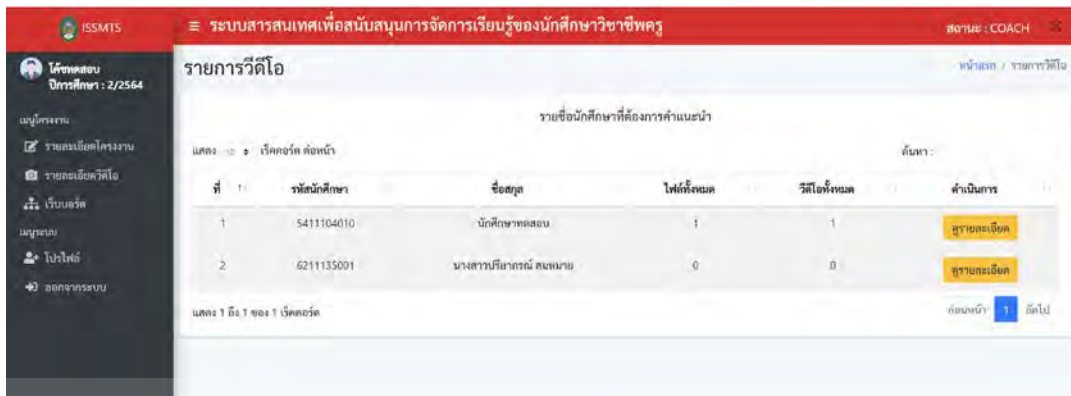 ISSMTS
≡ ระบบสารสนเทศเพื่อสนับสนุนการจัดการเรียนรู้ของนักศึกษาวิชาชีพครู
สถานะ : COACH
โค้ชทดสอบ
ปีการศึกษา : 2/2564
รายการวีดีโอ
หน้าแรก / รายการวีดีโอ
เมนูโครงงาน
รายละเอียดโครงงาน
รายละเอียดวีดีโอ
เว็บบอร์ด
เมนูระบบ
โปรไฟล์
ออกจากระบบ
รายชื่อนักศึกษาที่ต้องการคำแนะนำ
แสดง 10 เร็คคอร์ด ต่อหน้า
ค้นหา :
ที่ รหัสนักศึกษา ชื่อสกุล ไฟล์ทั้งหมด วีดีโอทั้งหมด ดำเนินการ
1 5411104010 นักศึกษาทดสอบ 1 1 ดูรายละเอียด
2 6211135001 นางสาวปรียาภรณ์ สมหมาย 0 0 ดูรายละเอียด
แสดง 1 ถึง 1 ของ 1 เร็คคอร์ด
ก่อนหน้า 1 ถัดไป